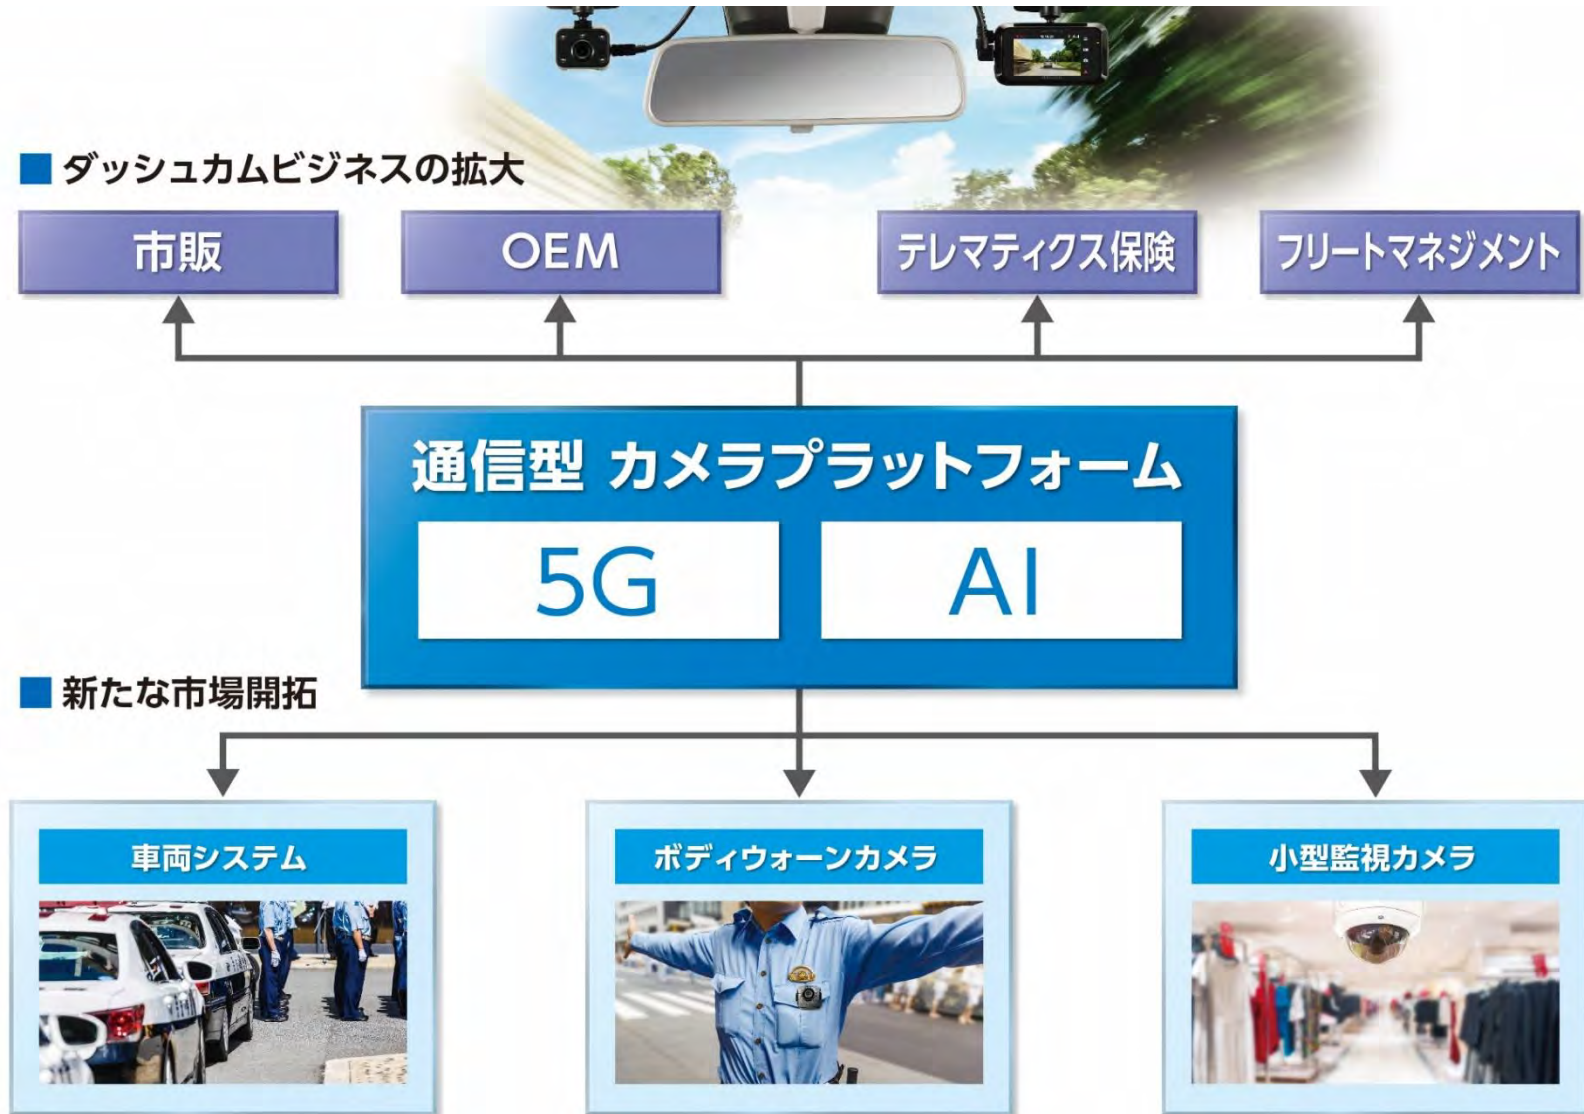 ■ ダッシュカムビジネスの拡大
市販
OEM
テレマティクス保険
フリートマネジメント
通信型 カメラプラットフォーム
5G
AI
■ 新たな市場開拓
車両システム
ボディウォーンカメラ
小型監視カメラ